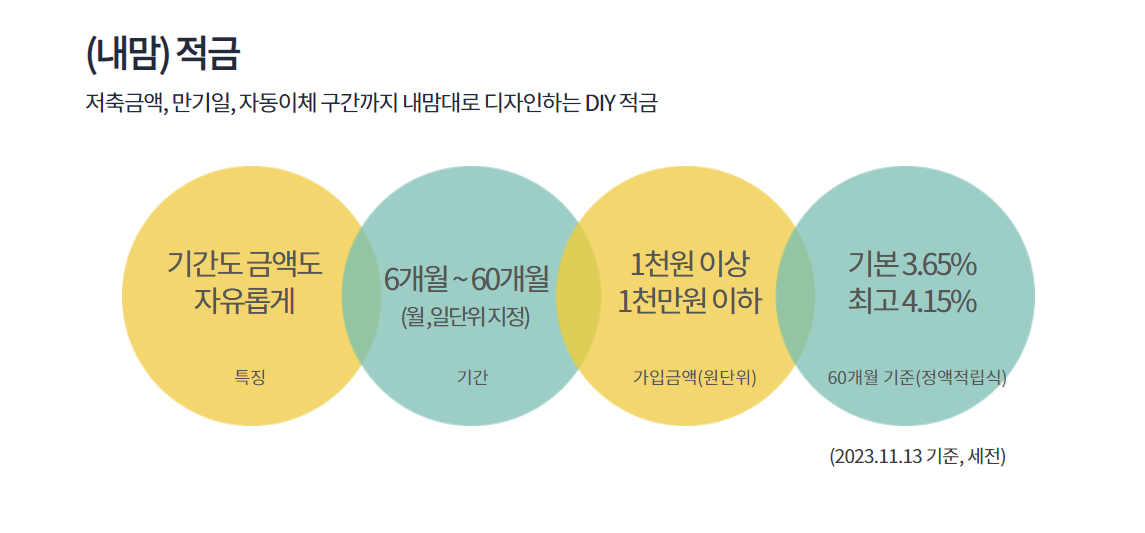 (내맘) 적금
저축금액, 만기일, 자동이체 구간까지 내맘대로 디자인하는 DIY 적금
기간도 금액도
자유롭게
특징
6개월 ~ 60개월
(월,일단위 지정)
기간
1천원 이상
1천만원 이하
가입금액(원단위)
기본 3.65%
최고 4.15%
60개월 기준(정액적립식)
(2023.11.13 기준, 세전)